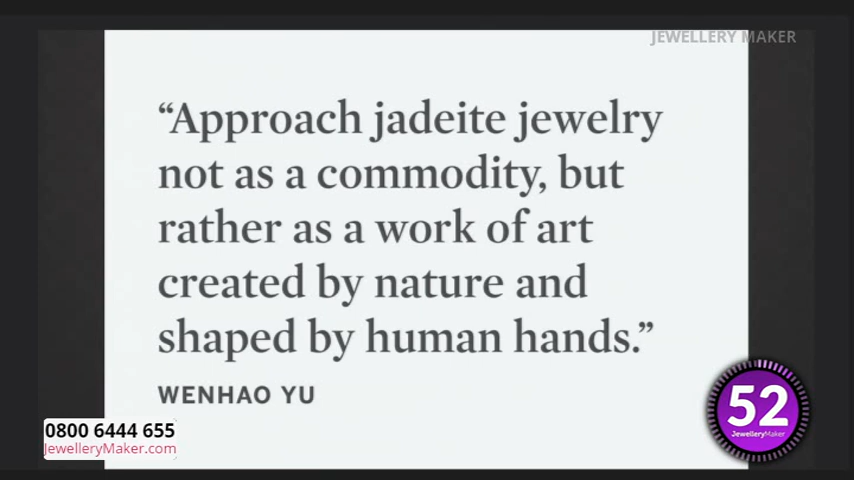 JEWELLERY MAKER
“Approach jadeite jewelry
not as a commodity, but
rather as a work of art
created by nature and
shaped by human hands.”
WENHAO YU
52
JewelleryMaker
0800 6444 655
JewelleryMaker.com